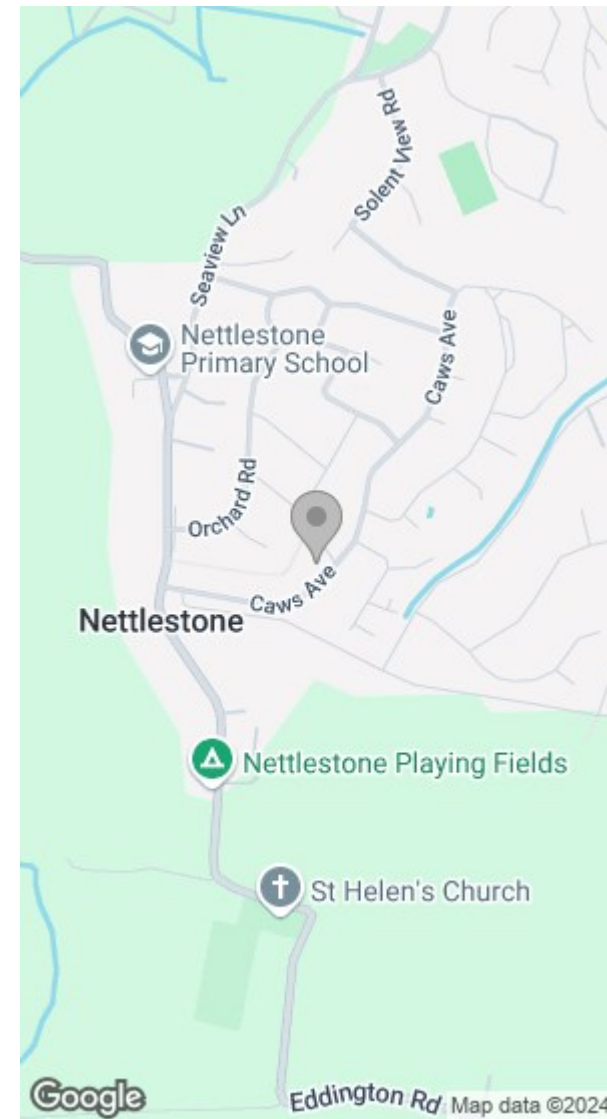 Solent View Rd
Seaview Ln
Nettlestone
Primary School
Caws Ave
Orchard Rd
Caws Ave
Nettlestone
Nettlestone Playing Fields
St Helen's Church
Google
Eddington Rd
Map data ©2024